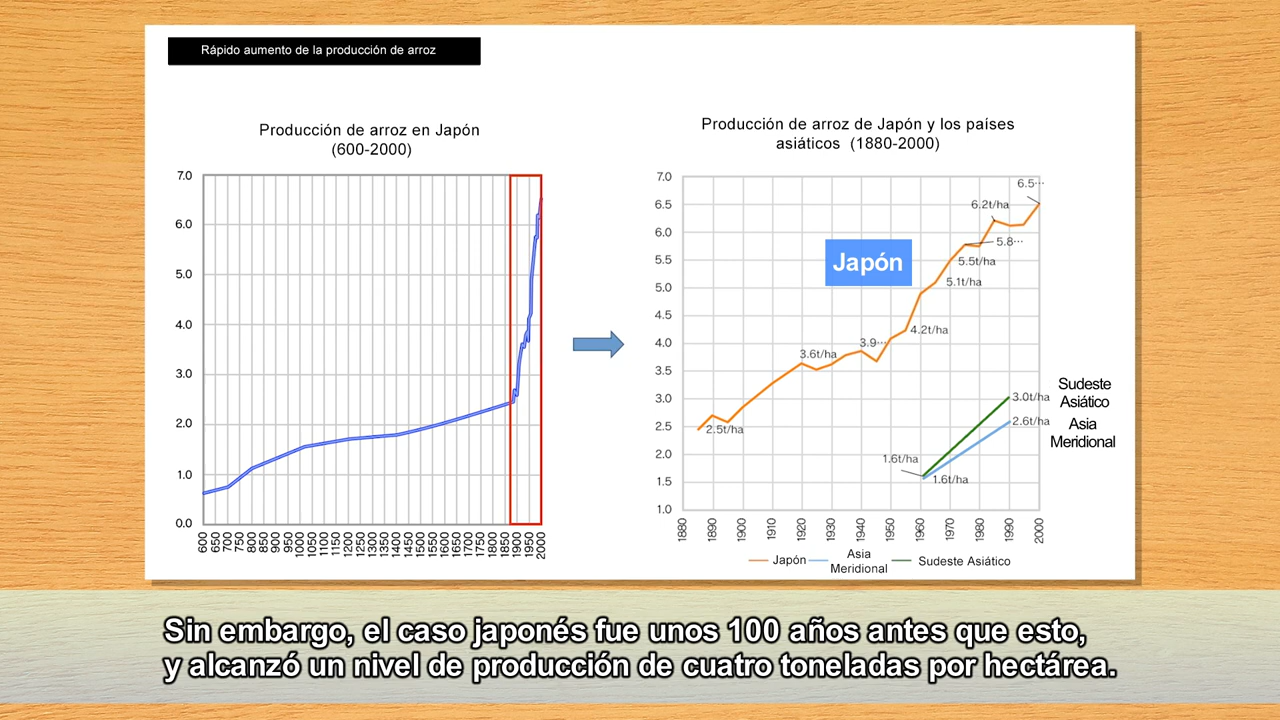 Rápido aumento de la producción de arroz
Producción de arroz en Japón
(600-2000)
7.0
6.0
5.0
4.0
3.0
2.0
1.0
0.0
600
650
700
750
800
850
900
950
1000
1050
1100
1150
1200
1250
1300
1350
1400
1450
1500
1550
1600
1650
1700
1750
1800
1850
1900
1950
2000
Producción de arroz de Japón y los países
asiáticos (1880-2000)
7.0
6.5
6.0
5.5
5.0
4.5
4.0
3.5
3.0
2.5
2.0
1.5
1.0
6.5···
6.2t/ha
5.8···
Japón
5.5t/ha
5.1t/ha
4.2t/ha
3.9···
3.6t/ha
2.5t/ha
3.0t/ha
Sudeste
Asiático
2.6t/ha
Asia
Meridional
1.6t/ha
1.6t/ha
1880
1890
1900
1910
1920
1930
1940
1950
1960
1970
1980
1990
2000
Japón
Asia
Meridional
Sudeste Asiático
Sin embargo, el caso japonés fue unos 100 años antes que esto,
y alcanzó un nivel de producción de cuatro toneladas por hectárea.